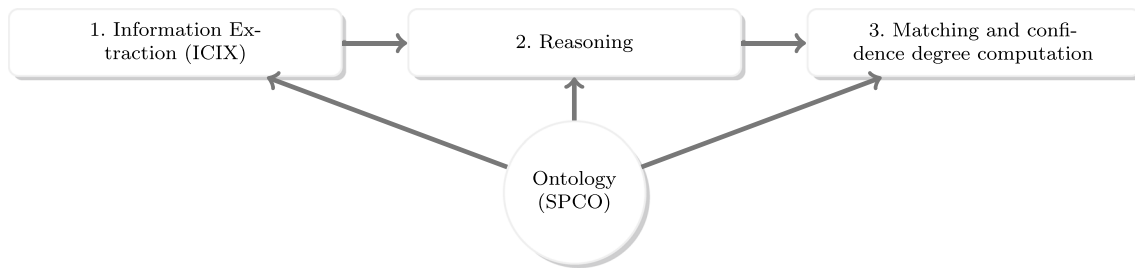 1. Information Ex-
traction (ICIX)
2. Reasoning
3. Matching and confi-
dence degree computation
Ontology
(SPCO)